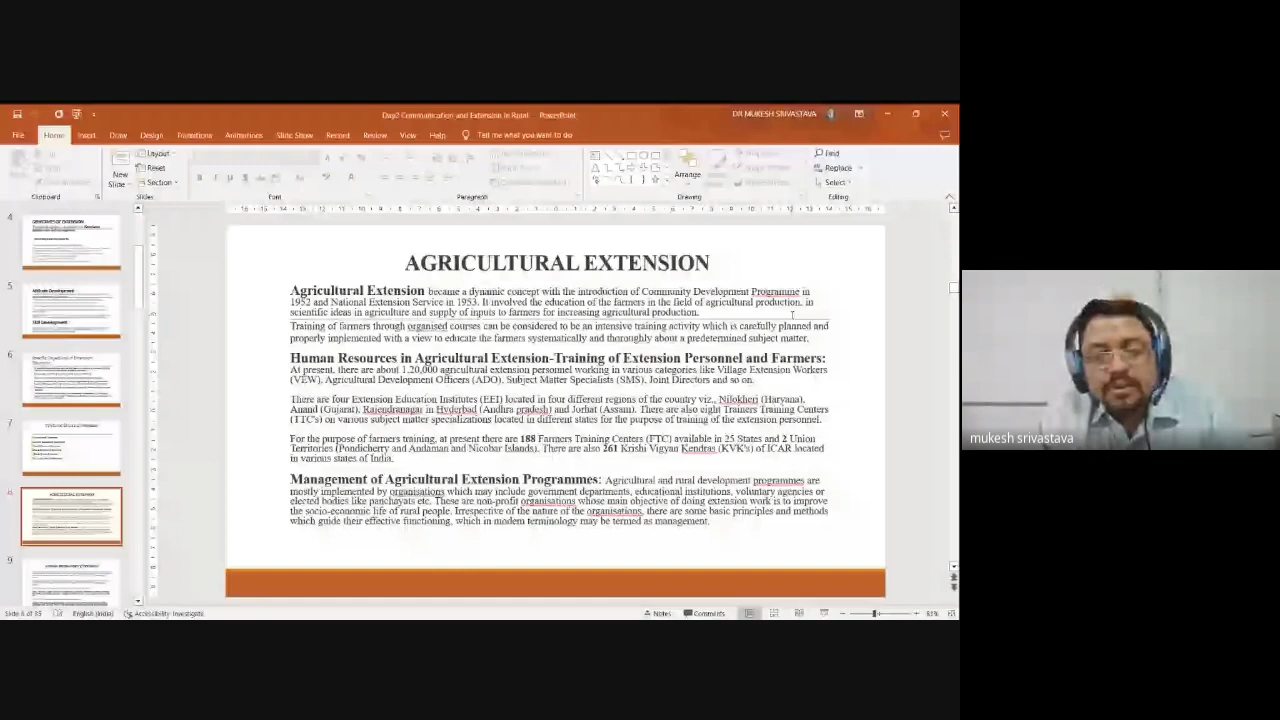 Day2 Communication and Extension in Rural - PowerPoint
DR MUKESH SRIVASTAVA
File Home Insert Draw Design Transitions Animations Slide Show Record Review View Help Tell me what you want to do
Layout
Reset
New
Slide
Section
Arrange
Find
Replace
Select
Clipboard Slides Font Paragraph Drawing Editing
4
5
6
7
9
AGRICULTURAL EXTENSION
Agricultural Extension became a dynamic concept with the introduction of Community Development Programme in
1952 and National Extension Service in 1953. It involved the education of the farmers in the field of agricultural production, in
scientific ideas in agriculture and supply of inputs to farmers for increasing agricultural production.
Training of farmers through organised courses can be considered to be an intensive training activity which is carefully planned and
properly implemented with a view to educate the farmers systematically and thoroughly about a predetermined subject matter.
Human Resources in Agricultural Extension-Training of Extension Personnel and Farmers:
At present, there are about 1,20,000 agricultural extension personnel working in various categories like Village Extension Workers
(VEW), Agricultural Development Officers (ADO), Subject Matter Specialists (SMS), Joint Directors and so on.
There are four Extension Education Institutes (EEI) located in four different regions of the country viz., Nilokheri (Haryana),
Anand (Gujarat), Rajendranagar in Hyderbad (Andhra pradesh) and Jorhat (Assam). There are also eight Trainers Training Centers
(TTC's) on various subject matter specializations located in different states for the purpose of training of the extension personnel.
For the purpose of farmers training, at present there are 188 Farmers Training Centers (FTC) available in 25 States and 2 Union
Territories (Pondicherry and Andaman and Nicobar Islands). There are also 261 Krishi Vigyan Kendras (KVK's) of ICAR located
in various states of India.
Management of Agricultural Extension Programmes: Agricultural and rural development programmes are
mostly implemented by organisations which may include government departments, educational institutions, voluntary agencies or
elected bodies like panchayats etc. These are non-profit organisations whose main objective of doing extension work is to improve
the socio-economic life of rural people. Irrespective of the nature of the organisations, there are some basic principles and methods
which guide their effective functioning, which in modern terminology may be termed as management.
mukesh srivastava
English (India) Accessibility: Investigate
Notes Comments